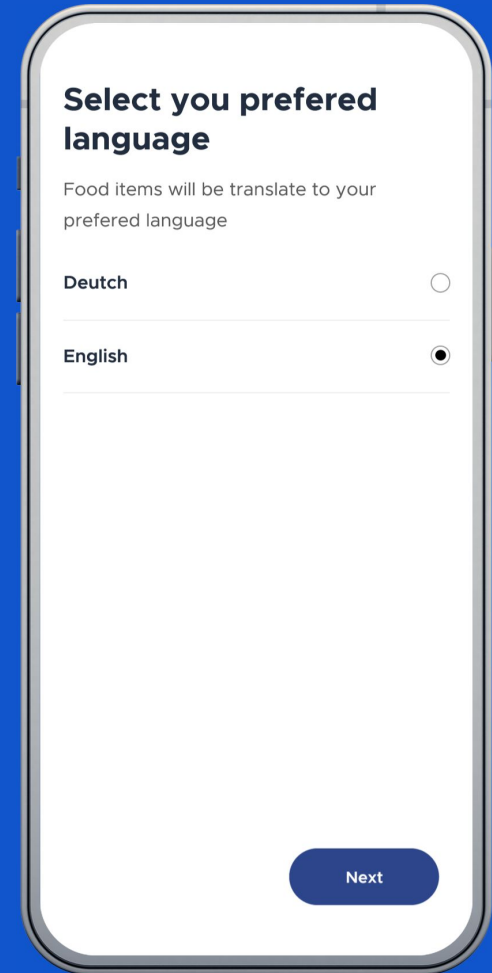 Select you prefered
language
Food items will be translate to your
prefered language
Deutch
English
Next